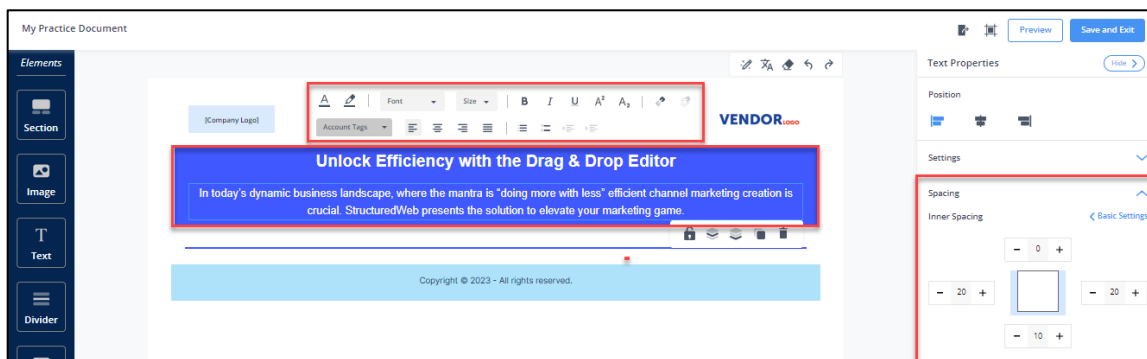 My Practice Document
Preview
Save and Exit
Elements
Text Properties
Hide
Position
Section
[Company Logo]
A
Font
Size
B
I
U
A²
A₂
Account Tags
VENDORLOGO
Unlock Efficiency with the Drag & Drop Editor
In today's dynamic business landscape, where the mantra is “doing more with less” efficient channel marketing creation is
crucial. StructuredWeb presents the solution to elevate your marketing game.
Image
Settings
Spacing
Inner Spacing
Basic Settings
T
Text
- 0 +
Copyright © 2023 - All rights reserved.
- 20 +
- 20 +
Divider
- 10 +